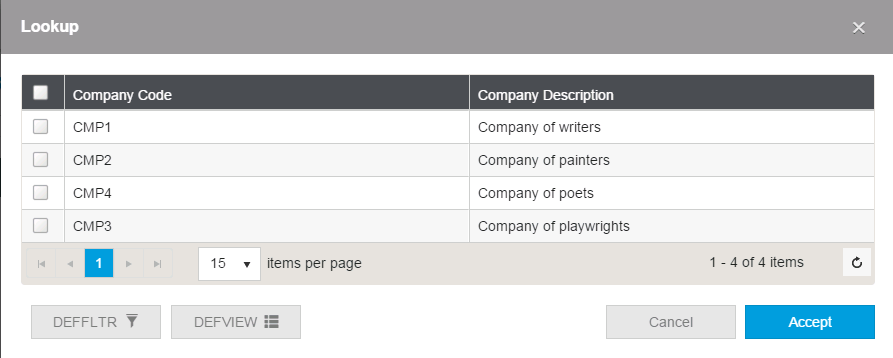 Lookup
Company Code Company Description
CMP1 Company of writers
CMP2 Company of painters
CMP4 Company of poets
CMP3 Company of playwrights
1 15 items per page 1 - 4 of 4 items
DEFFLTR DEFVIEW Cancel Accept